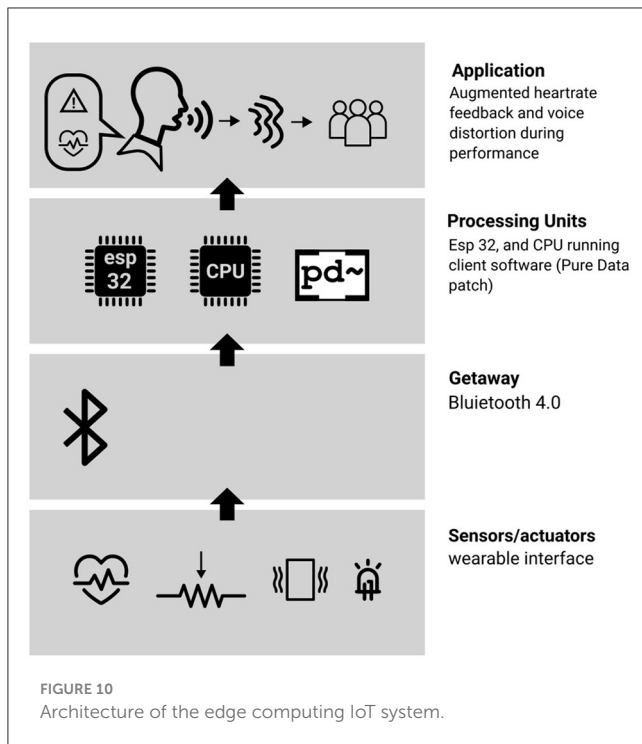 Application
Augmented heartrate
feedback and voice
distortion during
performance
esp
32
CPU
pd~
Processing Units
Esp 32, and CPU running
client software (Pure Data
patch)
Getaway
Bluietooth 4.0
Sensors/actuators
wearable interface
FIGURE 10
Architecture of the edge computing IoT system.